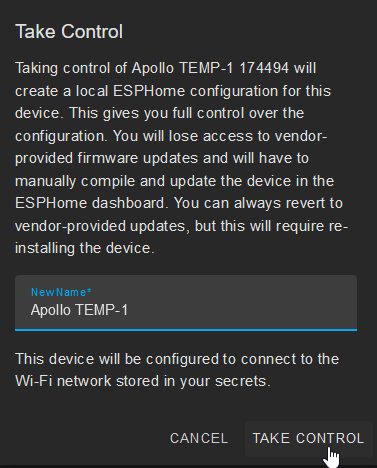 Take Control
Taking control of Apollo TEMP-1 174494 will
create a local ESPHome configuration for this
device. This gives you full control over the
configuration. You will lose access to vendor-
provided firmware updates and will have to
manually compile and update the device in the
ESPHome dashboard. You can always revert to
vendor-provided updates, but this will require re-
installing the device.
New Name*
Apollo TEMP-1
This device will be configured to connect to the
Wi-Fi network stored in your secrets.
CANCEL TAKE CONTROL